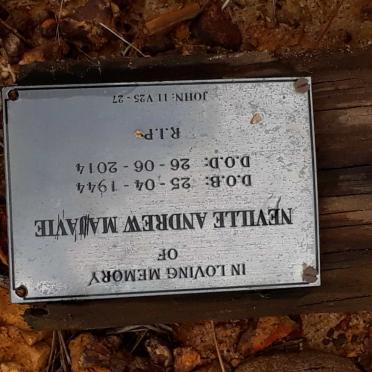 IN LOVING MEMORY
OF
NEVILLE ANDREW MAJAVIE
D.O.B: 25 - 04 - 1944
D.O.D: 26 - 06 - 2014
R.I.P
JOHN: 11 V25 - 27